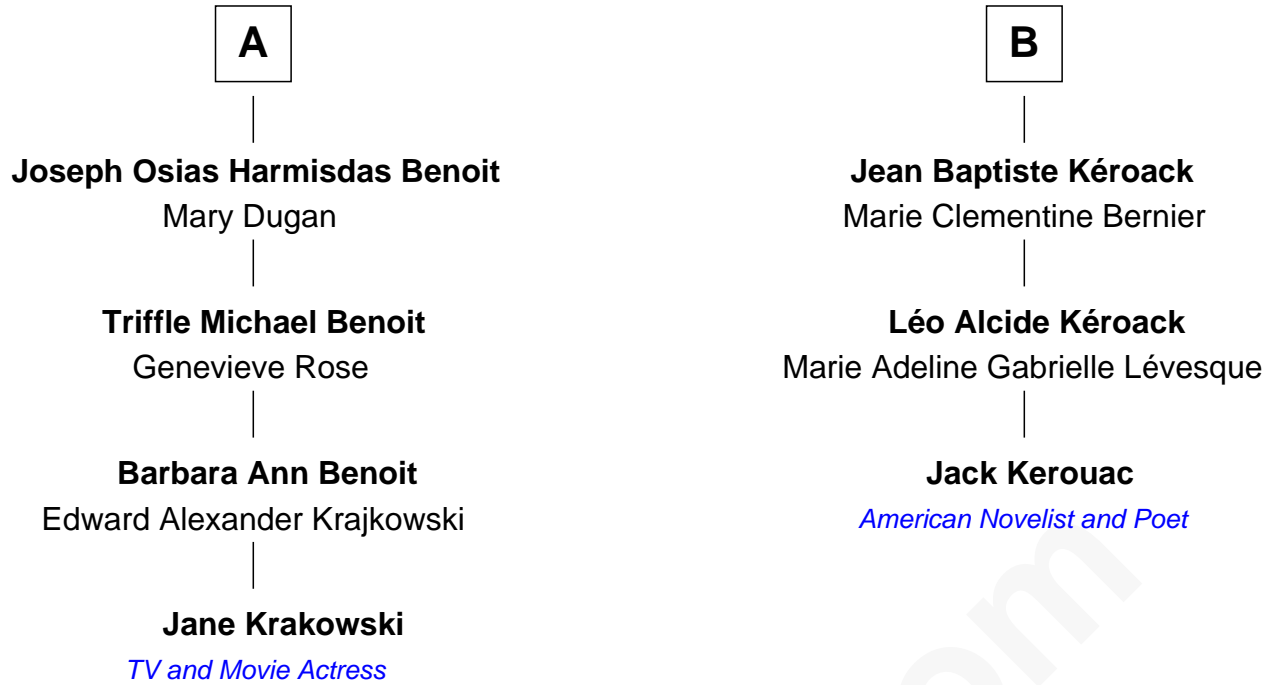 A
Joseph Osias Harmisdas Benoit
Mary Dugan
Triffle Michael Benoit
Genevieve Rose
Barbara Ann Benoit
Edward Alexander Krajkowski
Jane Krakowski
TV and Movie Actress
B
Jean Baptiste Kéroack
Marie Clementine Bernier
Léo Alcide Kéroack
Marie Adeline Gabrielle Lévesque
Jack Kerouac
American Novelist and Poet
om